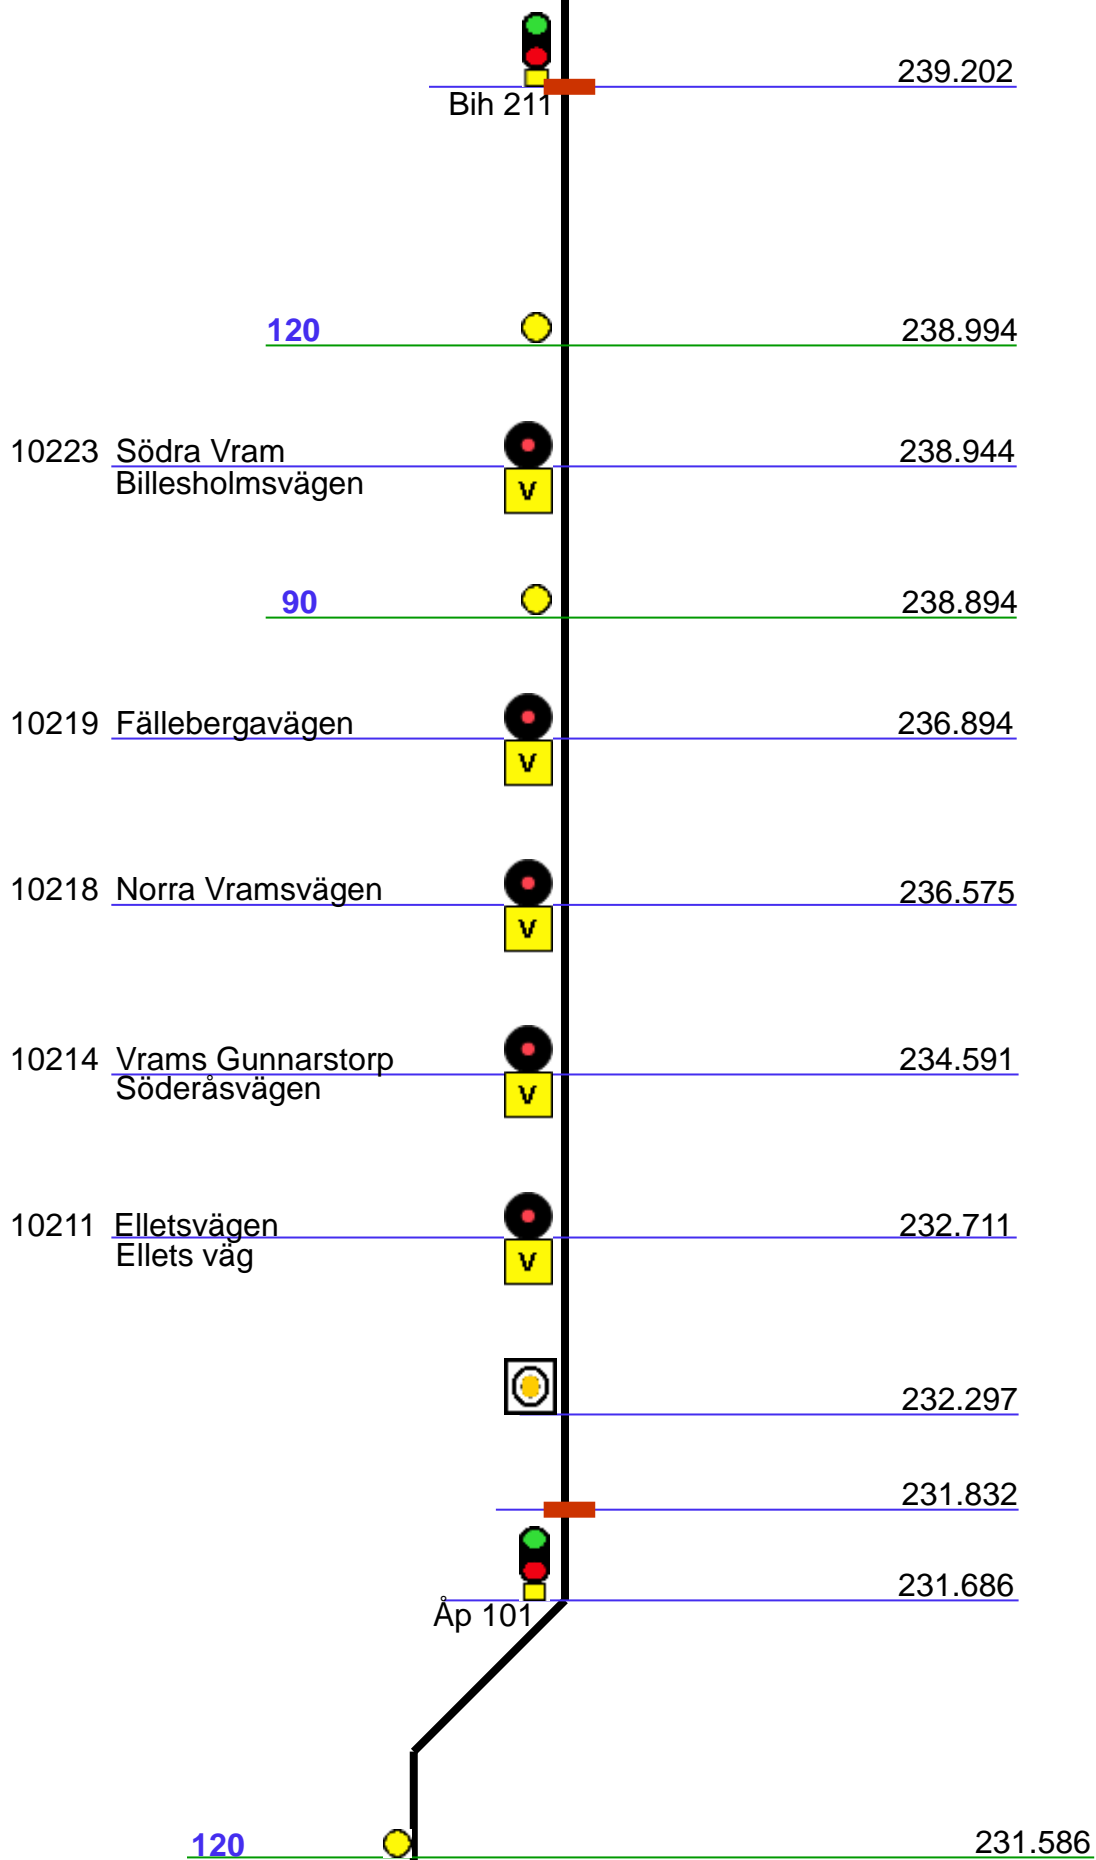 239.202
Bih 211
120 238.994
10223 Södra Vram 238.944
Billesholmsvägen
V
90 238.894
10219 Fällebergavägen 236.894
V
10218 Norra Vramsvägen 236.575
V
10214 Vrams Gunnarstorp 234.591
Söderåsvägen
V
10211 Elletsvägen 232.711
Ellets väg
V
232.297
231.832
231.686
Åp 101
120 231.586